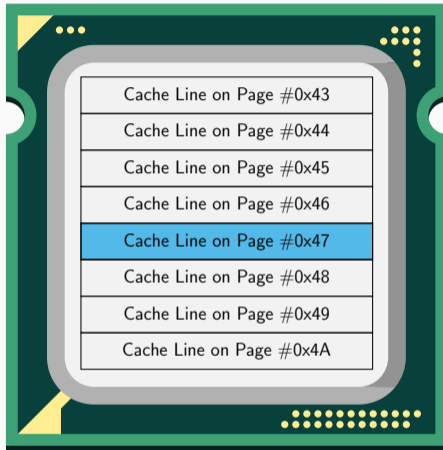 Cache Line on Page #0x43
Cache Line on Page #0x44
Cache Line on Page #0x45
Cache Line on Page #0x46
Cache Line on Page #0x47
Cache Line on Page #0x48
Cache Line on Page #0x49
Cache Line on Page #0x4A